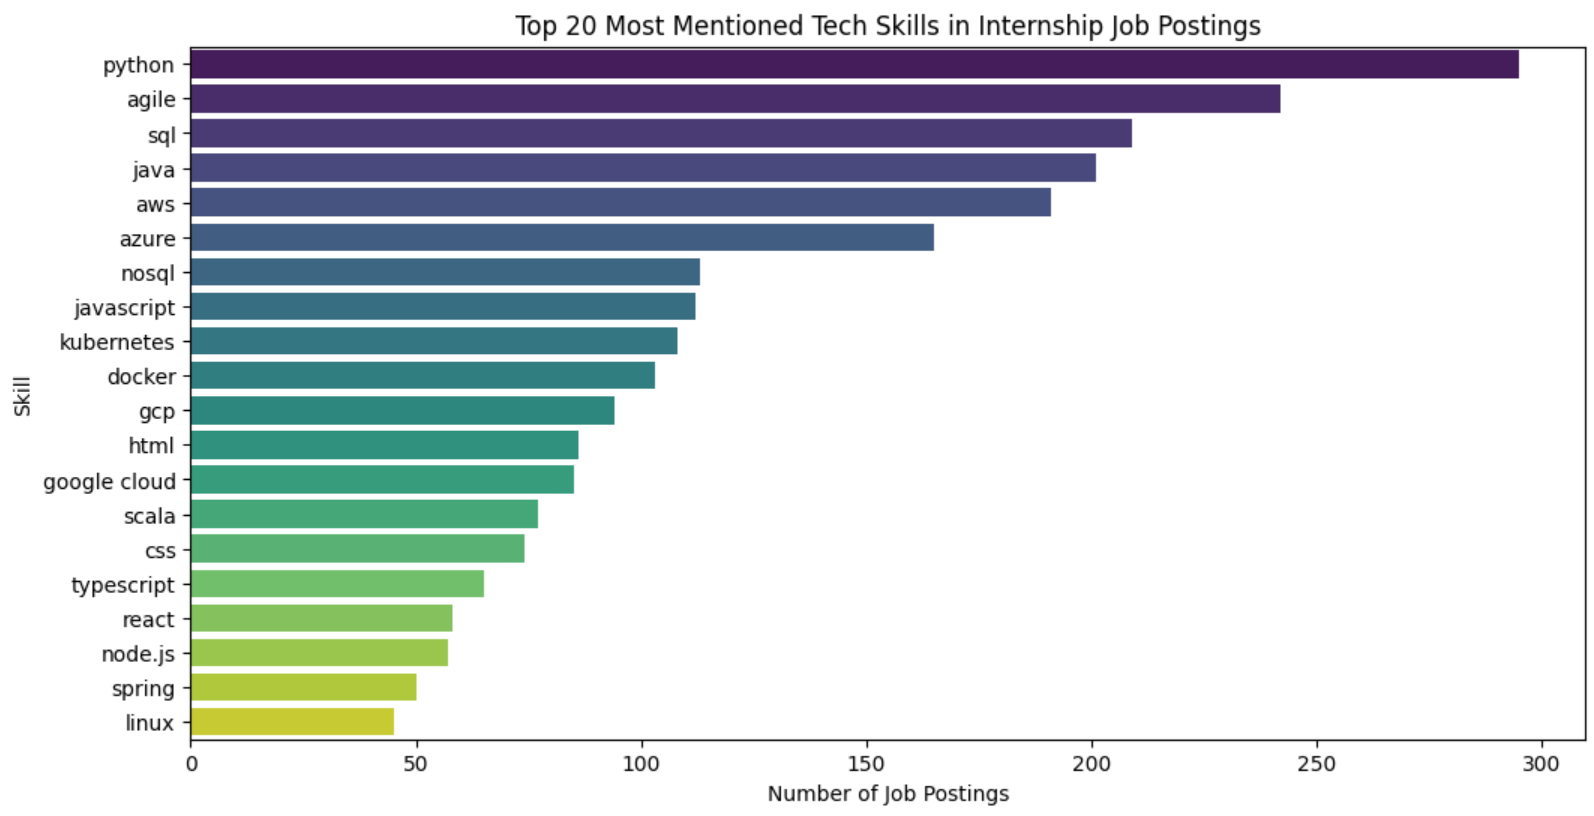 Top 20 Most Mentioned Tech Skills in Internship Job Postings
Skill
python
agile
sql
java
aws
azure
nosql
javascript
kubernetes
docker
gcp
html
google cloud
scala
css
typescript
react
node.js
spring
linux
0 50 100 150 200 250 300
Number of Job Postings